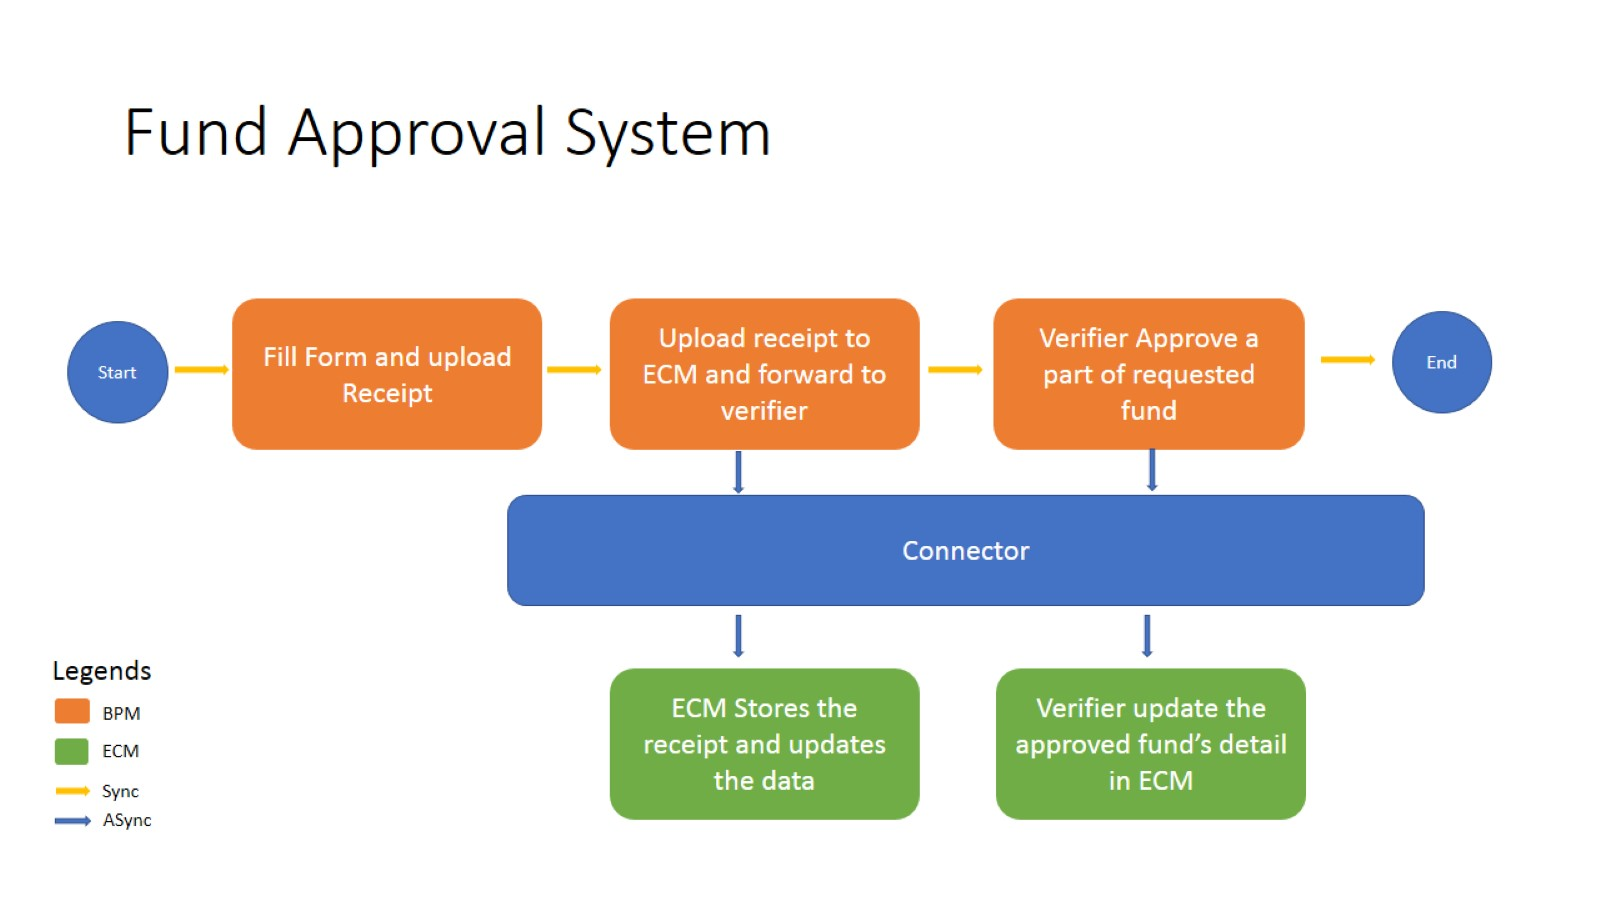 Fund Approval System
Start
Fill Form and upload
Receipt
Upload receipt to
ECM and forward to
verifier
Verifier Approve a
part of requested
fund
End
Connector
ECM Stores the
receipt and updates
the data
Verifier update the
approved fund’s detail
in ECM
Legends
BPM
ECM
Sync
ASync